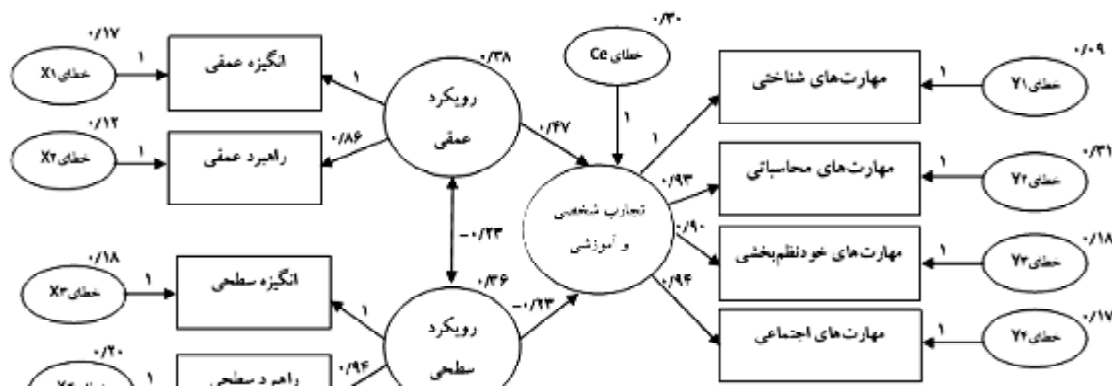 ۰/۱۷
خطای X۱
۱
انگیزه عمقی
۱
۰/۳۸
رویکرد
عمقی
۰/۱۲
خطای X۲
۱
راهبرد عمقی
۰/۸۶
۰/۳۰
خطای Ce
۱
۰/۴۷
تجارب شخصی
و آموزشی
۱
مهارت‌های شناختی
۱
۰/۰۹
خطای Y۱
۰/۹۳
مهارت‌های محاسباتی
۱
۰/۳۱
خطای Y۲
۰/۹۰
مهارت‌های خودنظم‌بخشی
۱
۰/۱۸
خطای Y۳
۰/۹۴
مهارت‌های اجتماعی
۱
۰/۱۷
خطای Y۴
−۰/۲۳
۰/۱۸
خطای X۳
۱
انگیزه سطحی
۱
۰/۳۶
رویکرد
سطحی
−۰/۲۳
۰/۲۰
۱
راهبرد سطحی
۰/۹۴